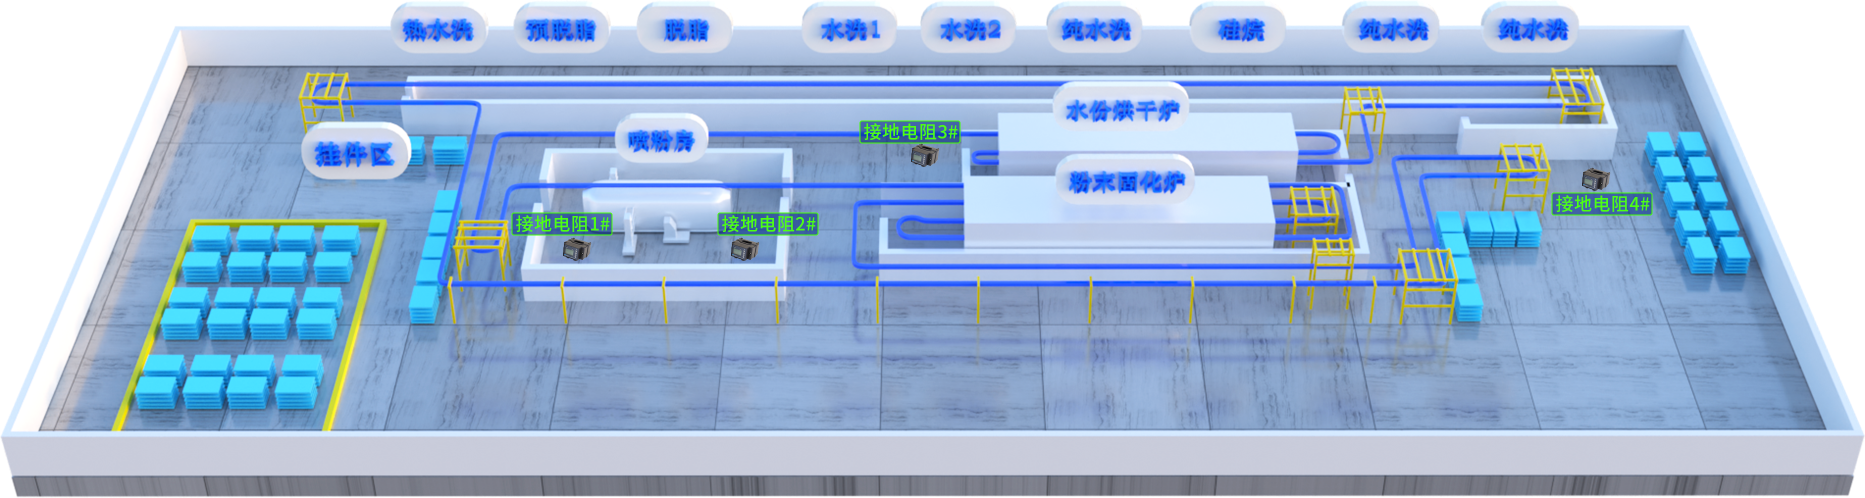 热水洗
预脱脂
脱脂
水洗1
水洗2
纯水洗
硅烷
纯水洗
纯水洗
水份烘干炉
接地电阻3#
喷粉房
挂件区
粉末固化炉
接地电阻4#
接地电阻1#
接地电阻2#